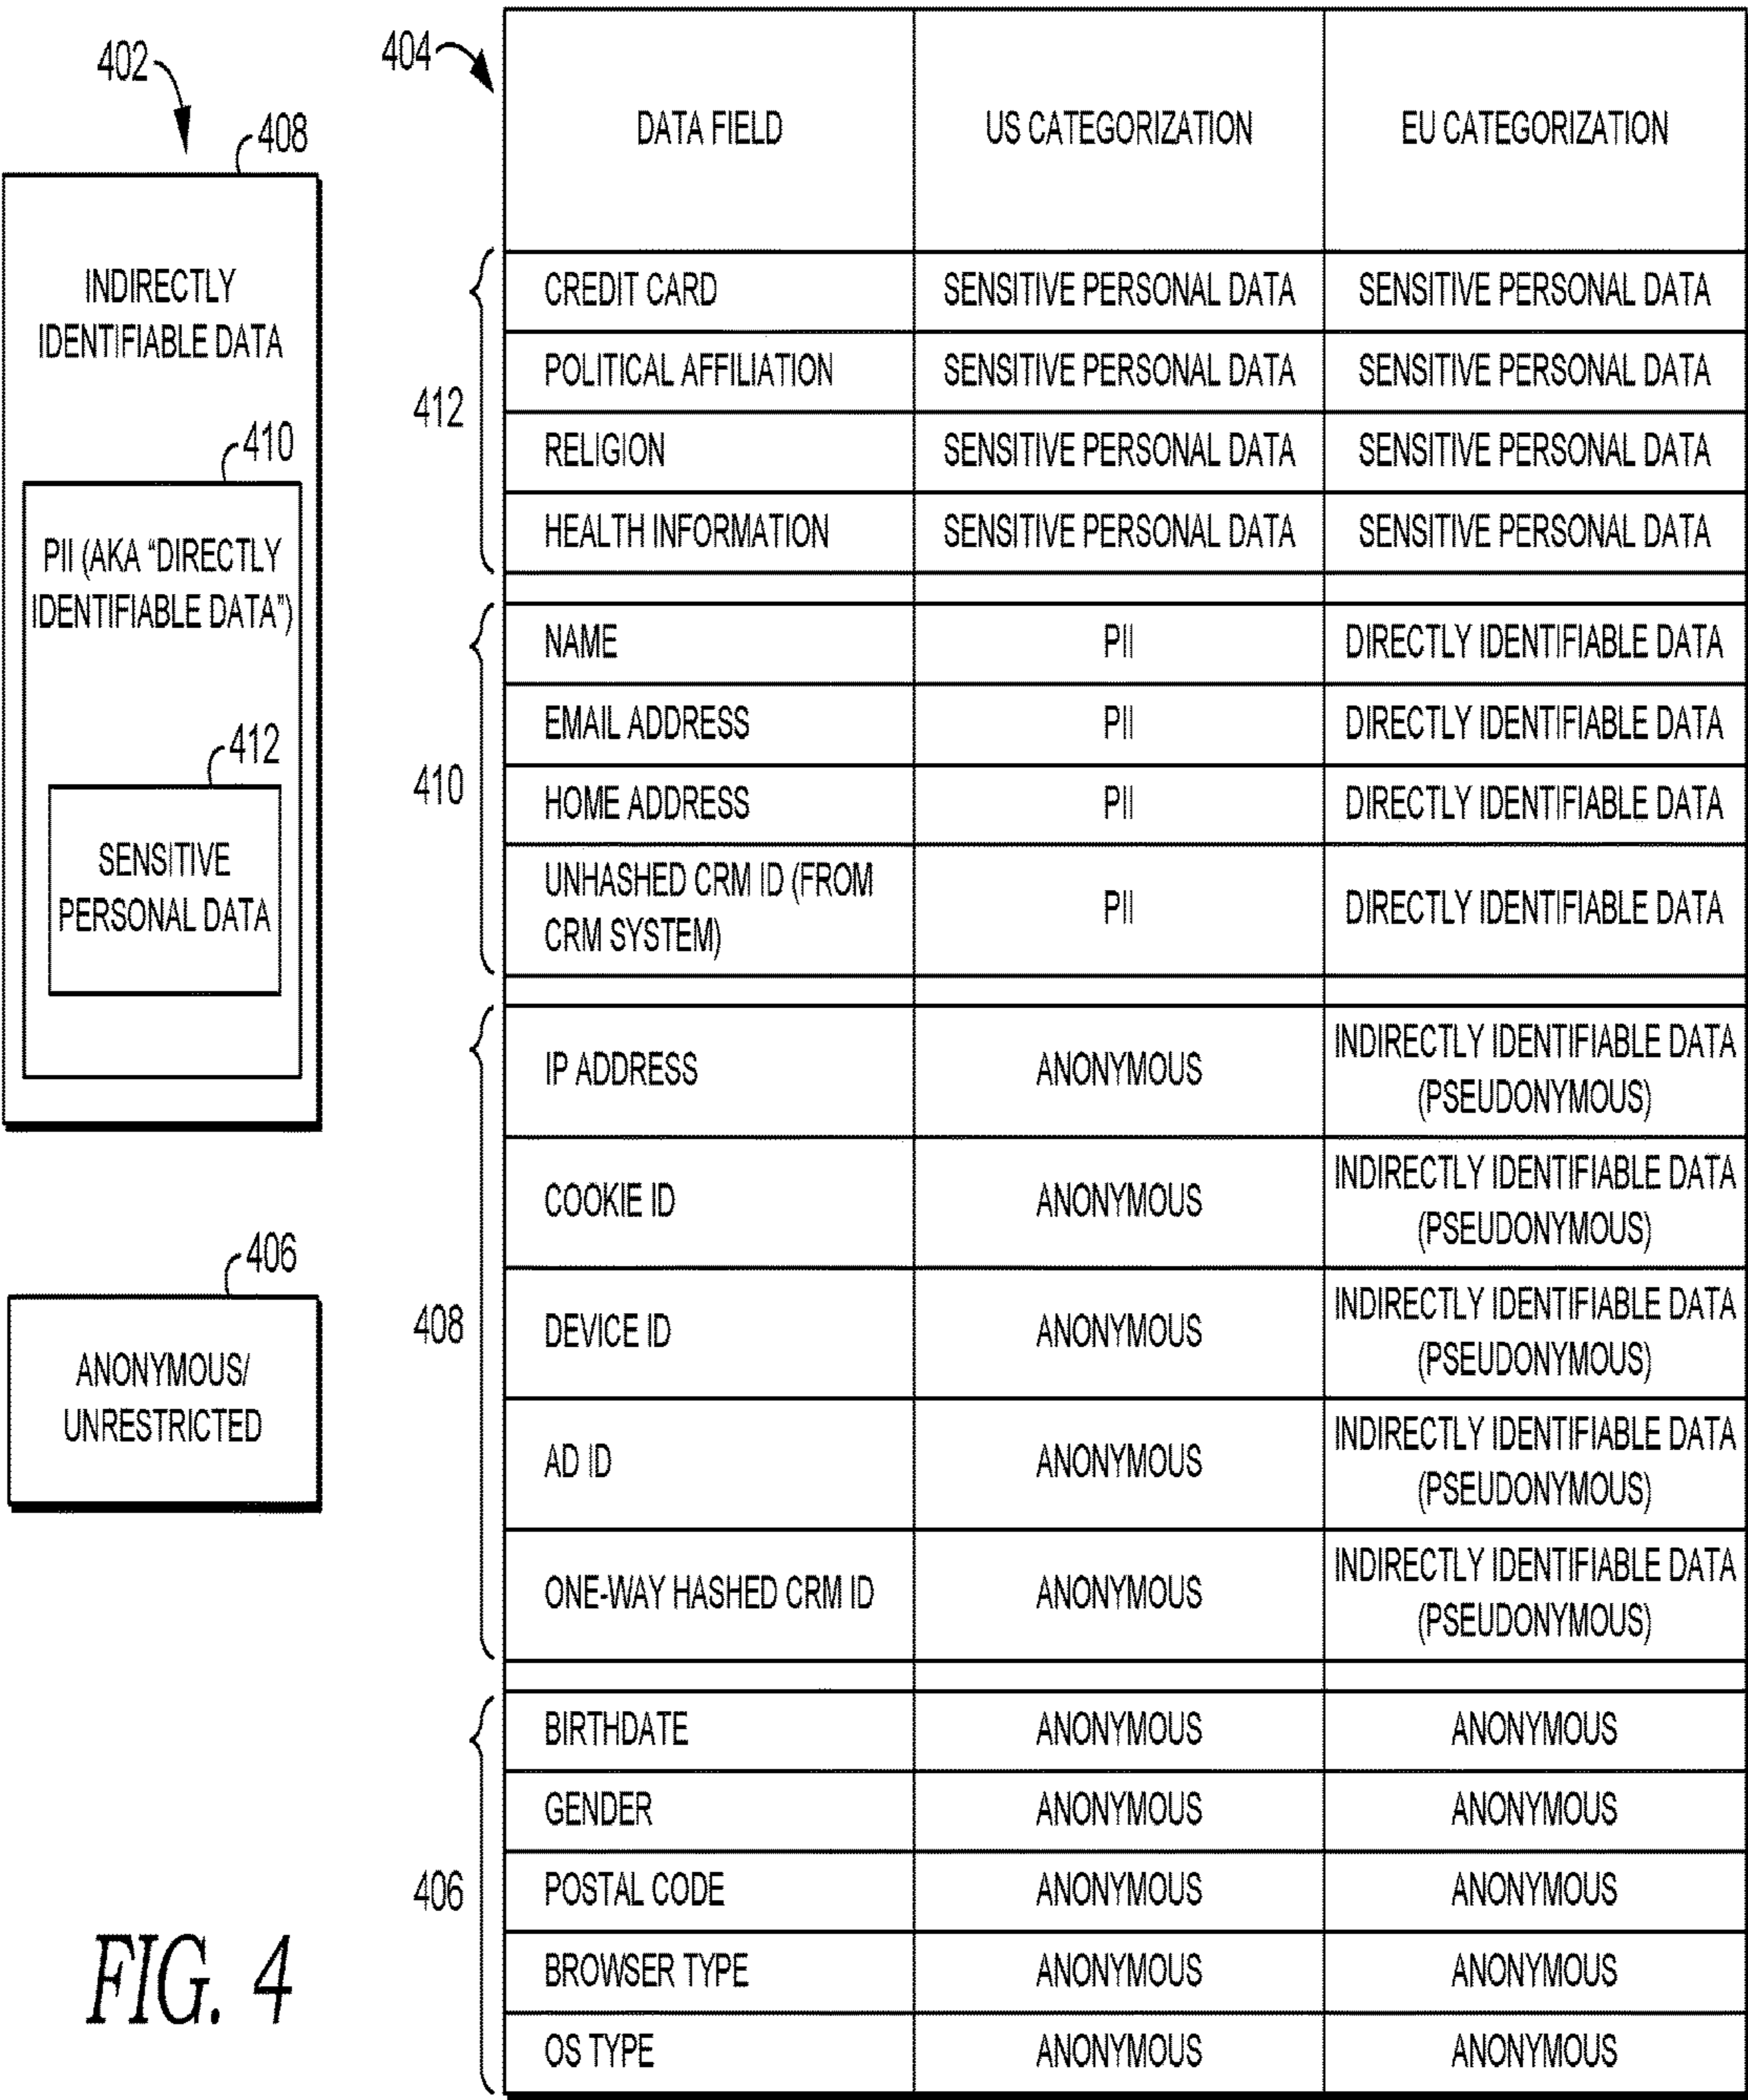 402
408
INDIRECTLY
IDENTIFIABLE DATA
410
PII (AKA "DIRECTLY
IDENTIFIABLE DATA")
412
SENSITIVE
PERSONAL DATA
406
ANONYMOUS/
UNRESTRICTED
404
DATA FIELD US CATEGORIZATION EU CATEGORIZATION
412
CREDIT CARD SENSITIVE PERSONAL DATA SENSITIVE PERSONAL DATA
POLITICAL AFFILIATION SENSITIVE PERSONAL DATA SENSITIVE PERSONAL DATA
RELIGION SENSITIVE PERSONAL DATA SENSITIVE PERSONAL DATA
HEALTH INFORMATION SENSITIVE PERSONAL DATA SENSITIVE PERSONAL DATA
410
NAME PII DIRECTLY IDENTIFIABLE DATA
EMAIL ADDRESS PII DIRECTLY IDENTIFIABLE DATA
HOME ADDRESS PII DIRECTLY IDENTIFIABLE DATA
UNHASHED CRM ID (FROM
CRM SYSTEM) PII DIRECTLY IDENTIFIABLE DATA
408
IP ADDRESS ANONYMOUS INDIRECTLY IDENTIFIABLE DATA
(PSEUDONYMOUS)
COOKIE ID ANONYMOUS INDIRECTLY IDENTIFIABLE DATA
(PSEUDONYMOUS)
DEVICE ID ANONYMOUS INDIRECTLY IDENTIFIABLE DATA
(PSEUDONYMOUS)
AD ID ANONYMOUS INDIRECTLY IDENTIFIABLE DATA
(PSEUDONYMOUS)
ONE-WAY HASHED CRM ID ANONYMOUS INDIRECTLY IDENTIFIABLE DATA
(PSEUDONYMOUS)
406
BIRTHDATE ANONYMOUS ANONYMOUS
GENDER ANONYMOUS ANONYMOUS
POSTAL CODE ANONYMOUS ANONYMOUS
BROWSER TYPE ANONYMOUS ANONYMOUS
OS TYPE ANONYMOUS ANONYMOUS
FIG. 4